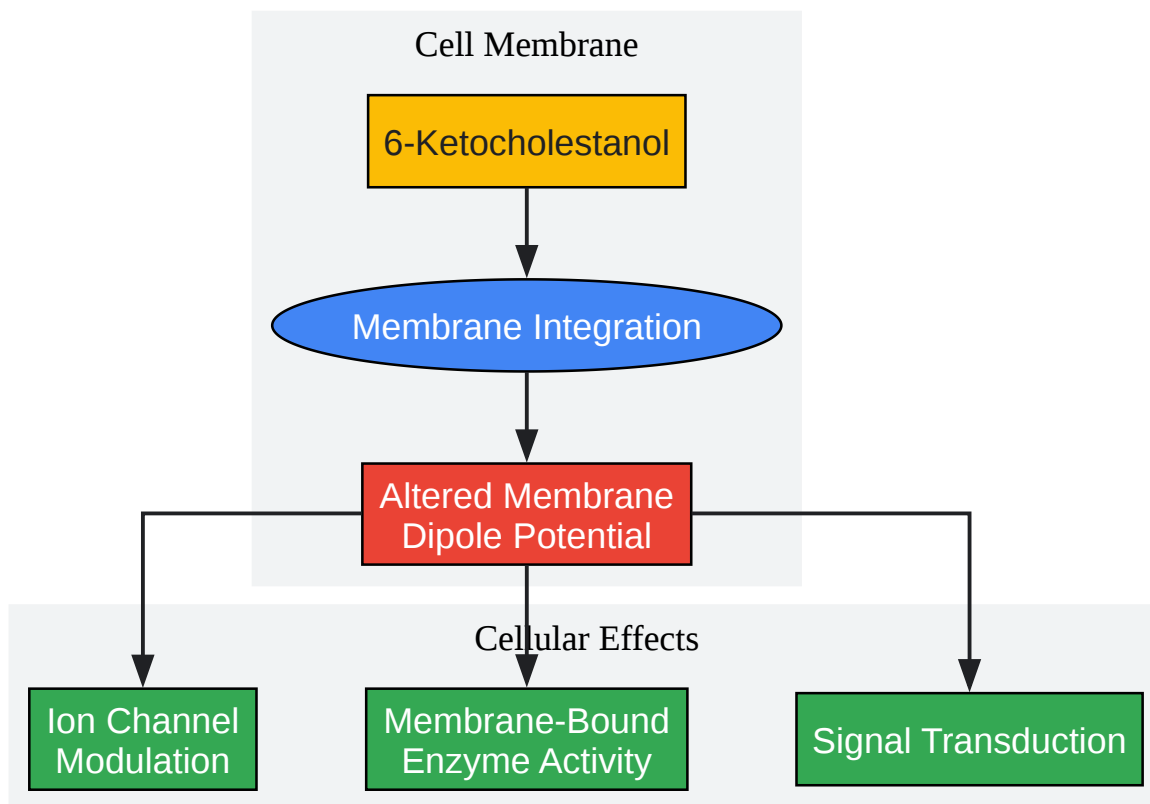 Cell Membrane
6-Ketocholestanol
Membrane Integration
Altered Membrane
Dipole Potential
Cellular Effects
Ion Channel
Modulation
Membrane-Bound
Enzyme Activity
Signal Transduction